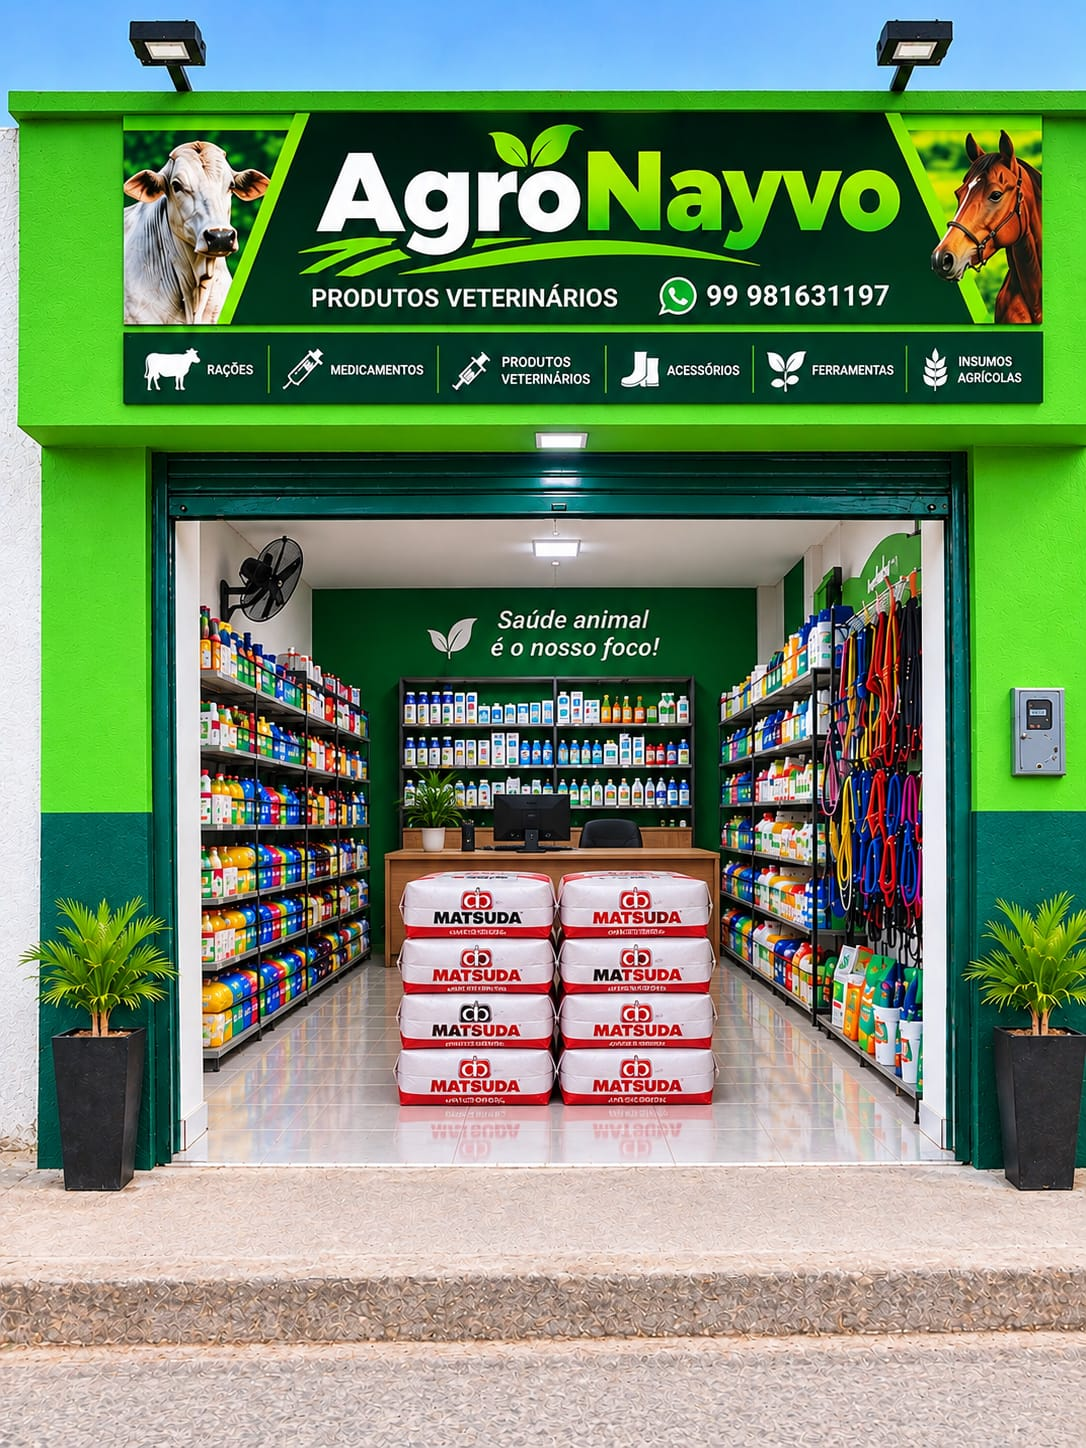 AgroNayvo
PRODUTOS VETERINÁRIOS
99 981631197
RAÇÕES
MEDICAMENTOS
PRODUTOS
VETERINÁRIOS
ACESSÓRIOS
FERRAMENTAS
INSUMOS
AGRÍCOLAS
Saúde animal
é o nosso foco!
MATSUDA
MATSUDA
MATSUDA
MATSUDA
MATSUDA
MATSUDA
MATSUDA
MATSUDA